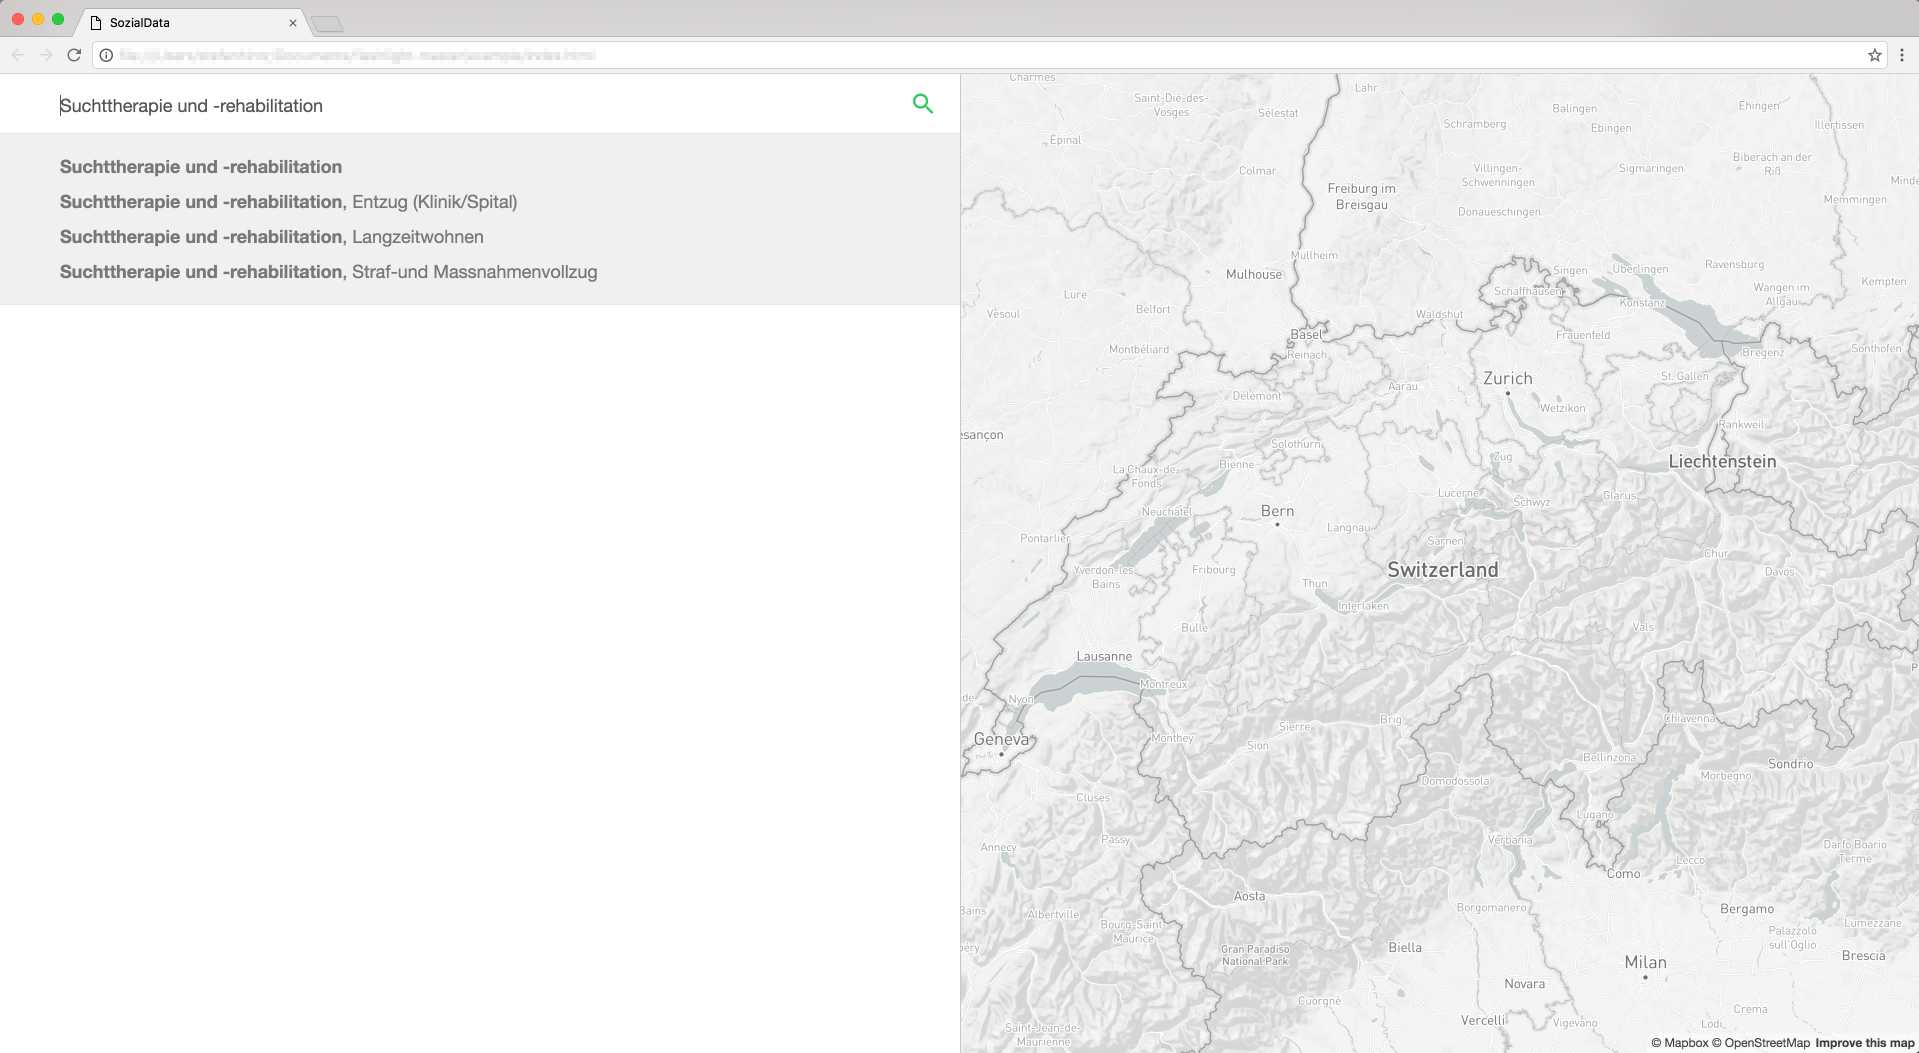 SozialData
Suchttherapie und -rehabilitation
Suchttherapie und -rehabilitation
Suchttherapie und -rehabilitation, Entzug (Klinik/Spital)
Suchttherapie und -rehabilitation, Langzeitwohnen
Suchttherapie und -rehabilitation, Straf-und Massnahmenvollzug
Charmes
Lahr
Saint-Dié-des-
Vosges
Sélestat
Balingen
Ehingen
Schramberg
Ebingen
Illertissen
Épinal
Colmar
Villingen-
Schwenningen
Sigmaringen
Biberach an der
Riß
Freiburg im
Breisgau
Memmingen
Donaueschingen
Müllheim
Mulhouse
Singen
Überlingen
Ravensburg
Wangen im
Allgäu
Kempten
Lure
Schaffhausen
Konstanz
Vesoul
Belfort
Waldshut
Basel
Frauenfeld
Reinach
Montbéliard
Bregenz
Sonthofen
Zurich
St. Gallen
Aarau
Delémont
Wetzikon
Rankweil
esançon
Solothurn
Zug
Liechtenstein
La Chaux-de-
Fonds
Bienne
Lucerne
Glarus
Schwyz
Neuchâtel
Bern
Langnau
Pontarlier
Sarnen
Chur
Yverdon-les-
Bains
Fribourg
Switzerland
Davos
Thun
Interlaken
Bulle
Vals
Lausanne
Montreux
Nyon
Chiavenna
Brig
Sierre
Geneva
Monthey
Sion
Bellinzona
Sondrio
Morbegno
Domodossola
Cluses
Lugano
Passy
Verbania
Annecy
Darfo Boario
Terme
Lecco
Como
Aosta
Borgomanero
Bergamo
Albertville
Bourg-Saint-
Maurice
Lumezzane
Palazzolo
sull'Oglio
Biella
Gran Paradiso
National Park
Brescia
Milan
Novara
Cuorgnè
Crema
Vercelli
Vigevano
Lodi
Saint-Jean-de-
Maurienne
© Mapbox © OpenStreetMap Improve this map